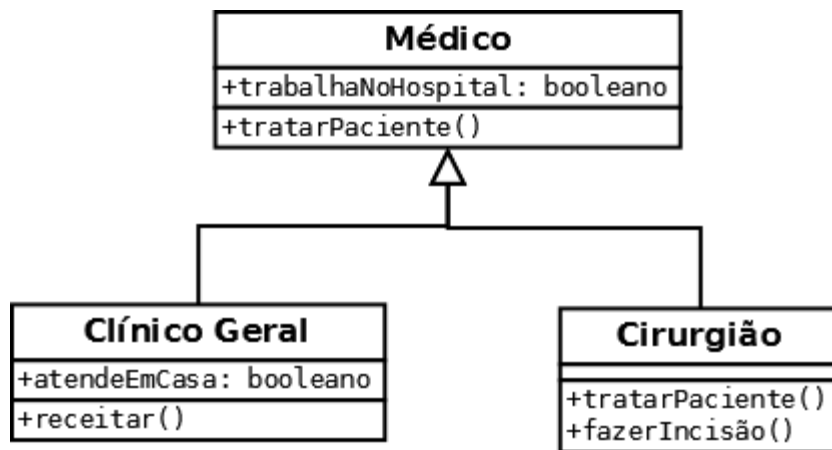 Médico
+trabalhaNoHospital: booleano
+tratarPaciente()
Clínico Geral
+atendeEmCasa: booleano
+receitar()
Cirurgião
+tratarPaciente()
+fazerIncisão()